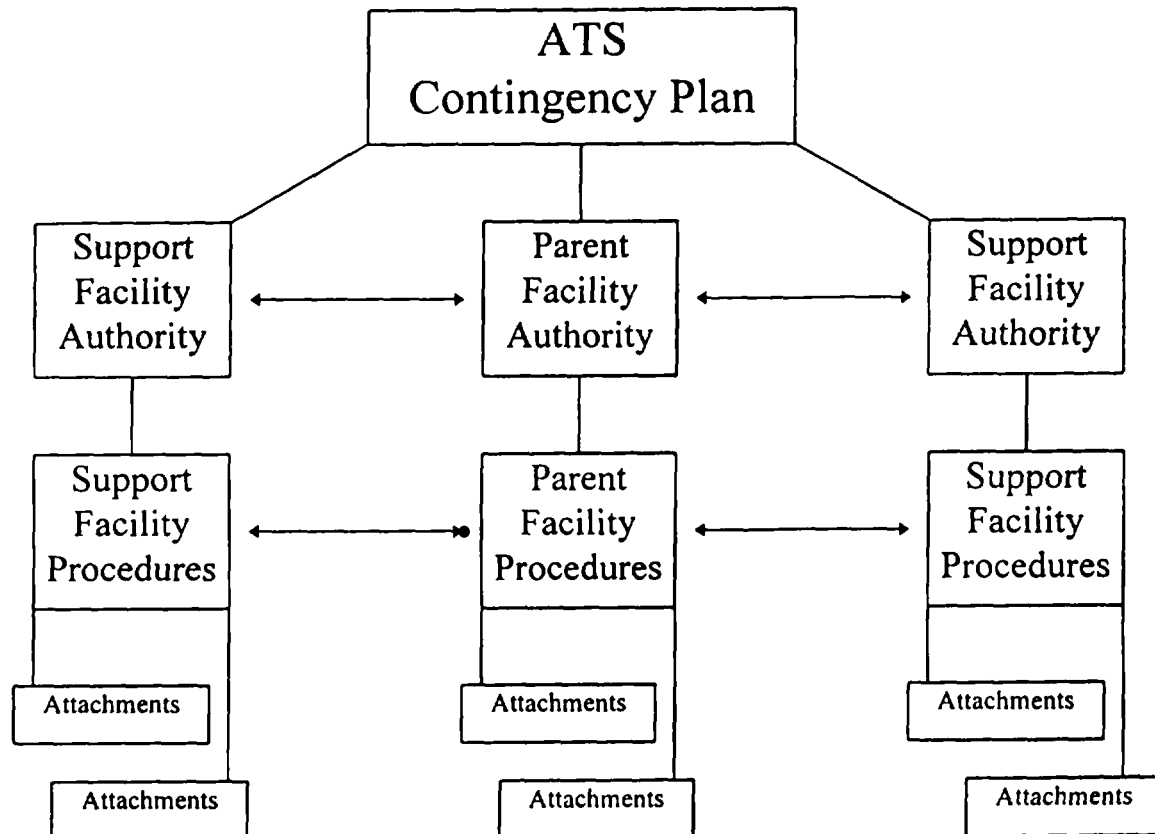 ATS
Contingency Plan
Support
Facility
Authority
Parent
Facility
Authority
Support
Facility
Authority
Support
Facility
Procedures
Parent
Facility
Procedures
Support
Facility
Procedures
Attachments
Attachments
Attachments
Attachments
Attachments
Attachments